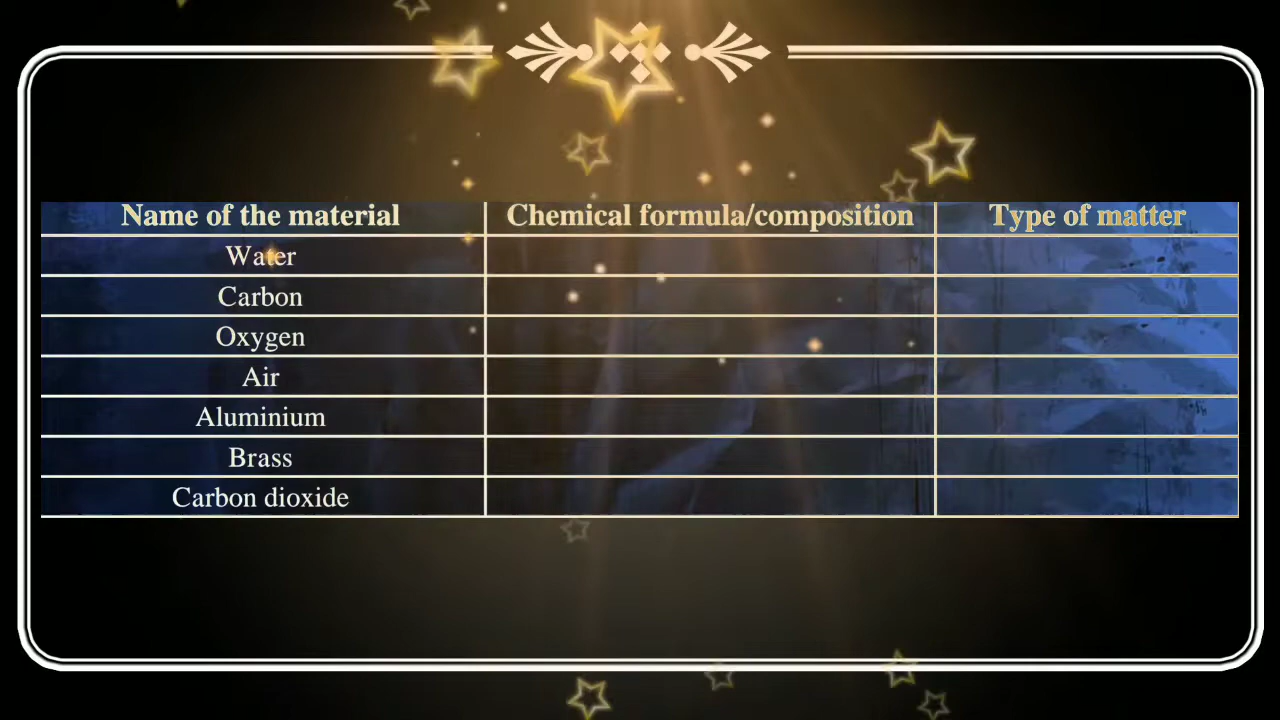 Name of the material Chemical formula/composition Type of matter
Water
Carbon
Oxygen
Air
Aluminium
Brass
Carbon dioxide